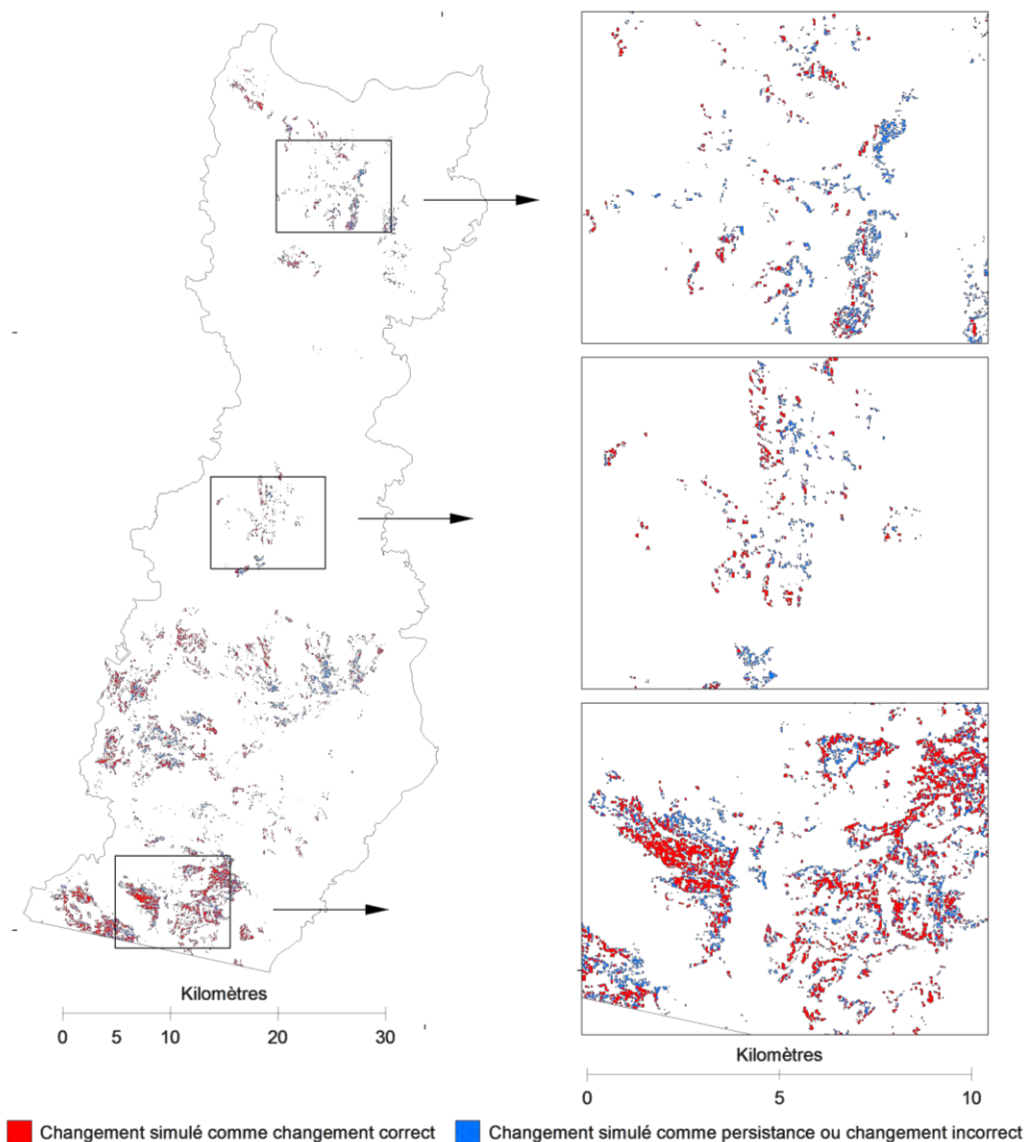 Kilomètres
0 5 10 20 30
Kilomètres
0 5 10
Changement simulé comme changement correct
Changement simulé comme persistance ou changement incorrect